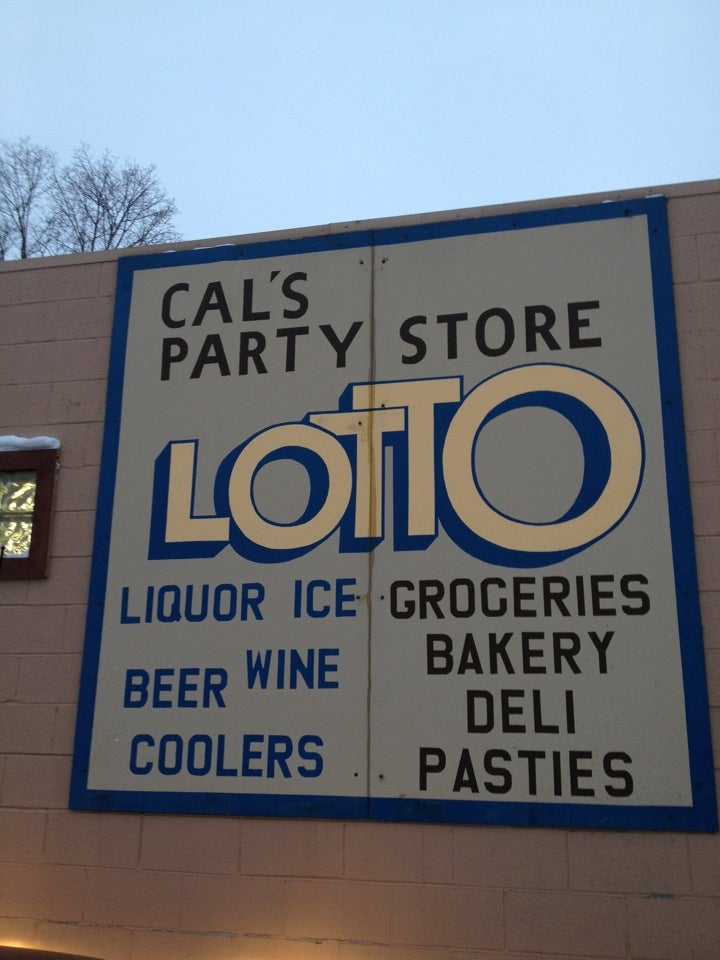 CAL'S
PARTY STORE
LOTTO
LIQUOR ICE
BEER WINE
COOLERS
GROCERIES
BAKERY
DELI
PASTIES